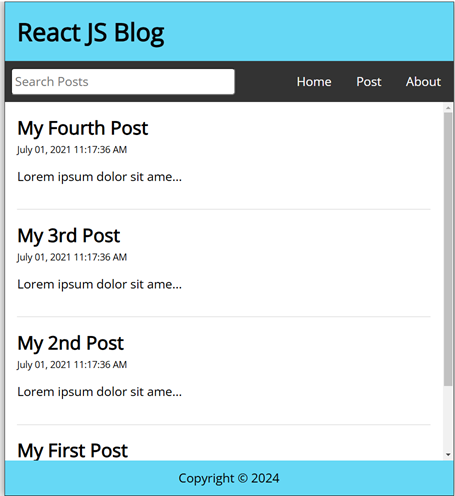 React JS Blog
Search Posts
Home Post About
My Fourth Post
July 01, 2021 11:17:36 AM
Lorem ipsum dolor sit ame...
My 3rd Post
July 01, 2021 11:17:36 AM
Lorem ipsum dolor sit ame...
My 2nd Post
July 01, 2021 11:17:36 AM
Lorem ipsum dolor sit ame...
My First Post
Copyright © 2024